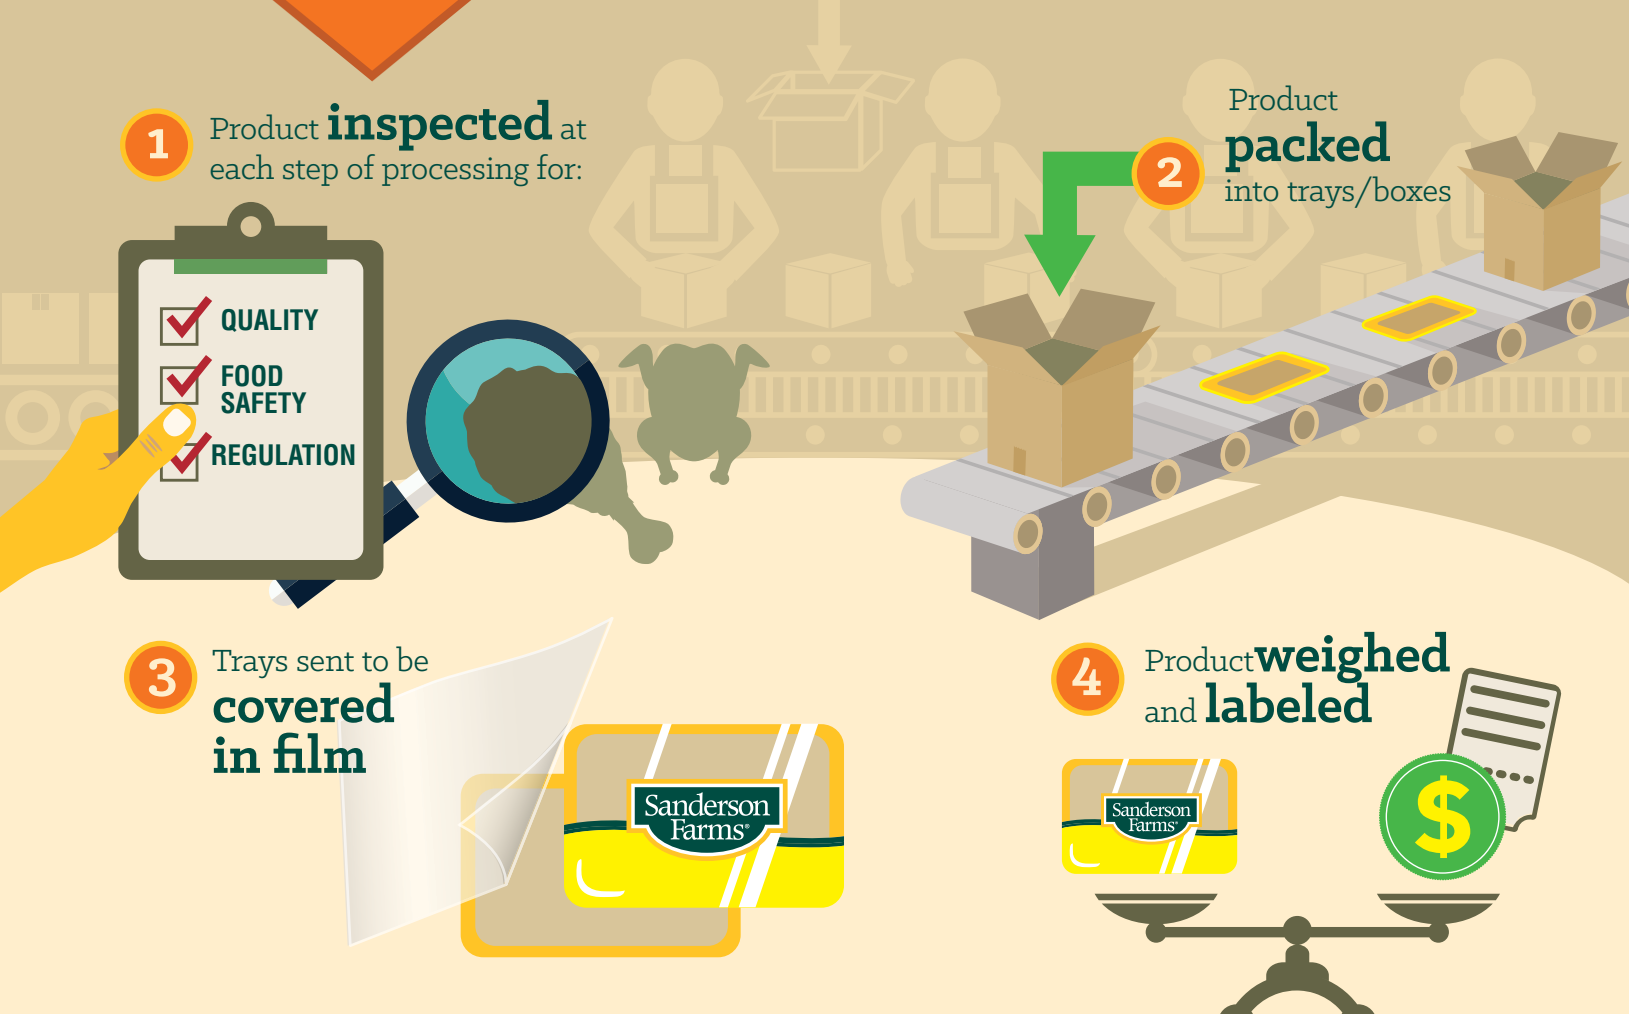 1
Product inspected at
each step of processing for:
QUALITY
FOOD
SAFETY
REGULATION
2
Product
packed
into trays/boxes
3
Trays sent to be
covered
in film
Sanderson
Farms®
4
Product weighed
and labeled
Sanderson
Farms®
$